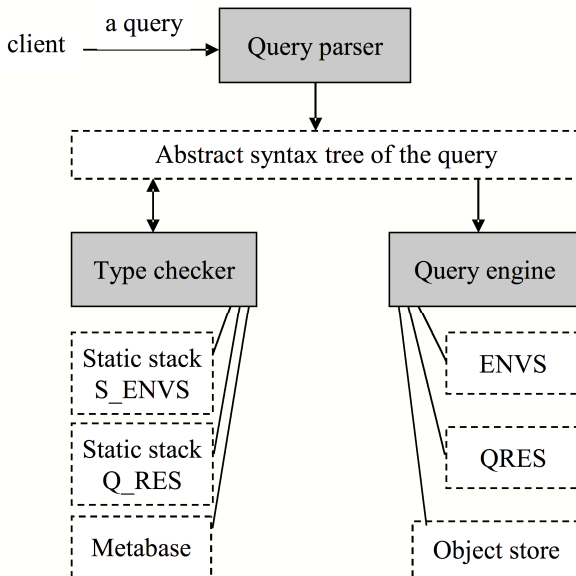 a query
client
Query parser
Abstract syntax tree of the query
Type checker
Query engine
Static stack
S_ENVS
ENVS
Static stack
Q_RES
QRES
Metabase
Object store